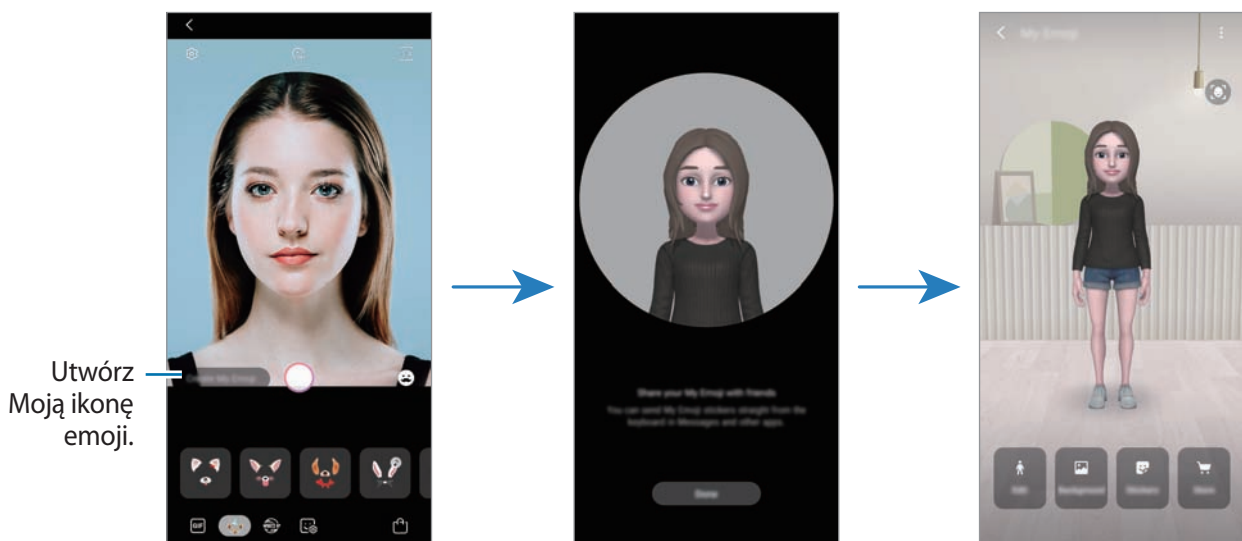 My Emoji
Utwórz
Moją ikonę
emoji.
Create My Emoji
GIF
Share your My Emoji with friends
You can send My Emoji stickers straight from the
keyboard in Messages and other apps.
Done
Edit
Background
Stickers
Store